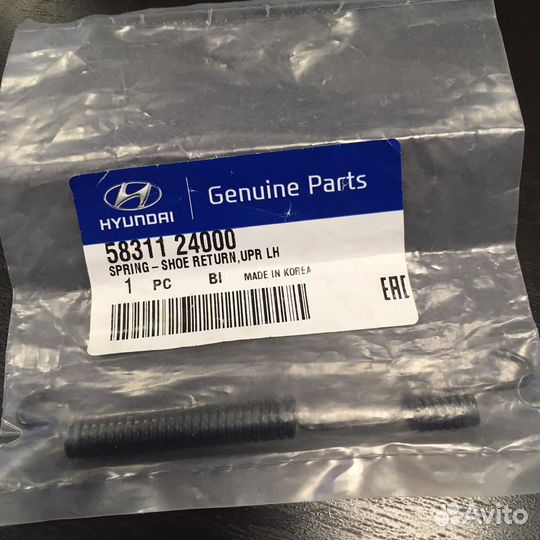 HYUNDAI
Genuine Parts
58311 24000
SPRING-SHOE RETURN,UPR LH
1 PC BI MADE IN KOREA
EAC
Avito